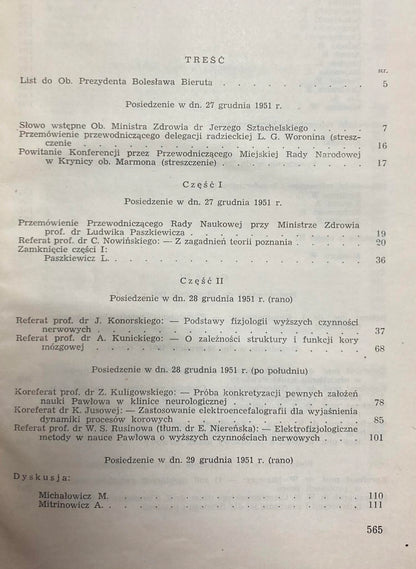 TREŚĆ
str.
List do Ob. Prezydenta Bolesława Bieruta . . . . . . . . . 5
Posiedzenie w dn. 27 grudnia 1951 r.
Słowo wstępne Ob. Ministra Zdrowia dr Jerzego Sztachelskiego . . . . 7
Przemówienie przewodniczącego delegacji radzieckiej L. G. Woronina (streszczenie . . . . . . . . . 16
Powitanie Konferencji przez Przewodniczącego Miejskiej Rady Narodowej
w Krynicy ob. Marmona (streszczenie) . . . . . . . . . 17
Część I
Posiedzenie w dn. 27 grudnia 1951 r.
Przemówienie Przewodniczącego Rady Naukowej przy Ministrze Zdrowia
prof. dr Ludwika Paszkiewicza . . . . . . . . . 19
Referat prof. dr C. Nowińskiego: — Z zagadnień teorii poznania . . . . 20
Zamknięcie części I:
Paszkiewicz L. . . . . . . . . . 36
Część II
Posiedzenie w dn. 28 grudnia 1951 r. (rano)
Referat prof. dr J. Konorskiego: — Podstawy fizjologii wyższych czynności
nerwowych . . . . . . . . . 37
Referat prof. dr A. Kunickiego: — O zależności struktury i funkcji kory
mózgowej . . . . . . . . . 68
Posiedzenie w dn. 28 grudnia 1951 r. (po południu)
Koreferat prof. dr Z. Kuligowskiego: — Próba konkretyzacji pewnych założeń
nauki Pawłowa w klinice neurologicznej . . . . . . . 78
Koreferat dr K. Jusowej: — Zastosowanie elektroencefalografii dla wyjaśnienia
dynamiki procesów korowych . . . . . . . . . 85
Referat prof. dr W. S. Rusinowa (tłum. dr E. Niereńska): — Elektrofizjologiczne
metody w nauce Pawłowa o wyższych czynnościach nerwowych . . . 101
Posiedzenie w dn. 29 grudnia 1951 r. (rano)
Dyskusja:
Michałowicz M. . . . . . . . . . 110
Mitrinowicz A. . . . . . . . . . 111
565